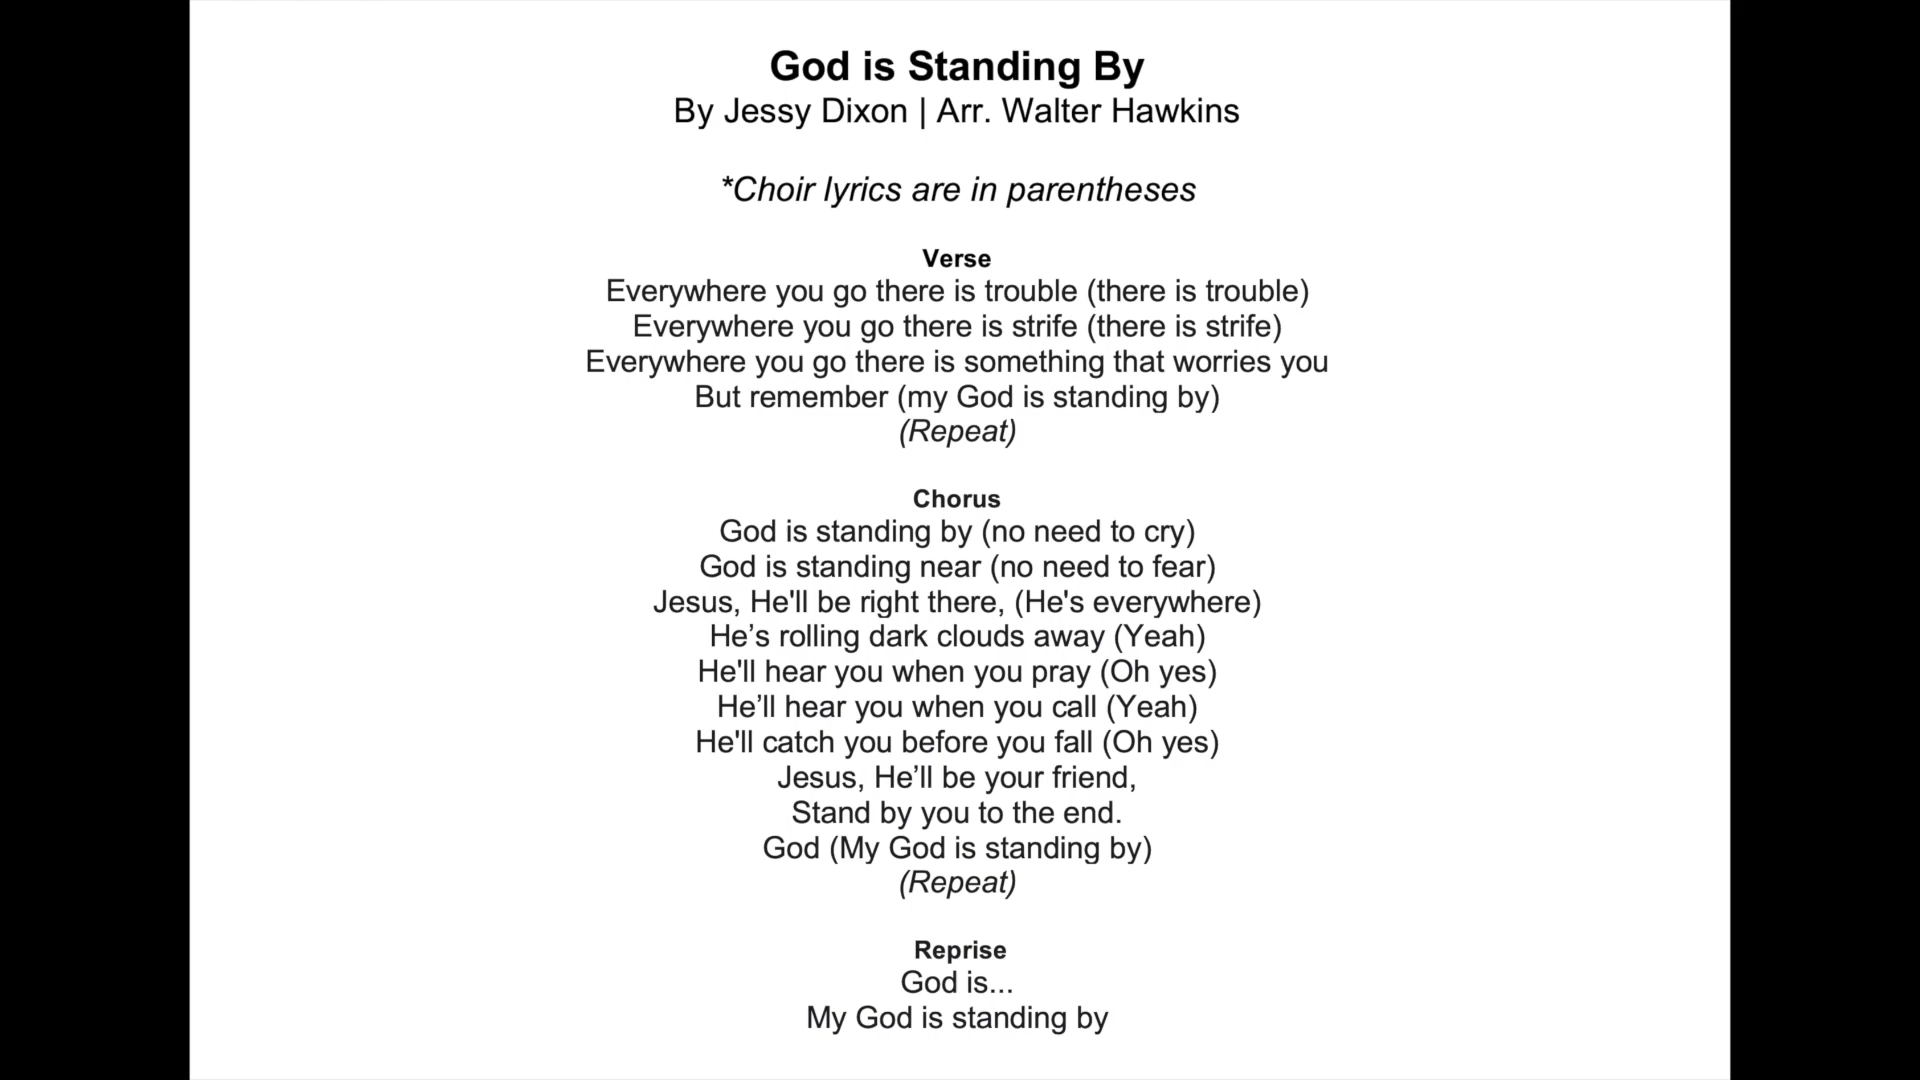 God is Standing By
By Jessy Dixon | Arr. Walter Hawkins
*Choir lyrics are in parentheses
Verse
Everywhere you go there is trouble (there is trouble)
Everywhere you go there is strife (there is strife)
Everywhere you go there is something that worries you
But remember (my God is standing by)
(Repeat)
Chorus
God is standing by (no need to cry)
God is standing near (no need to fear)
Jesus, He'll be right there, (He's everywhere)
He’s rolling dark clouds away (Yeah)
He'll hear you when you pray (Oh yes)
He’ll hear you when you call (Yeah)
He'll catch you before you fall (Oh yes)
Jesus, He’ll be your friend,
Stand by you to the end.
God (My God is standing by)
(Repeat)
Reprise
God is...
My God is standing by